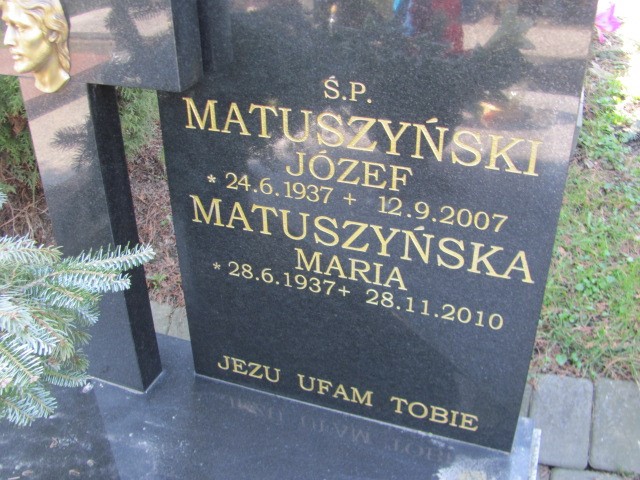 Ś.P.
MATUSZYŃSKI
JÓZEF
* 24.6.1937 + 12.9.2007
MATUSZYŃSKA
MARIA
* 28.6.1937+ 28.11.2010
JEZU UFAM TOBIE